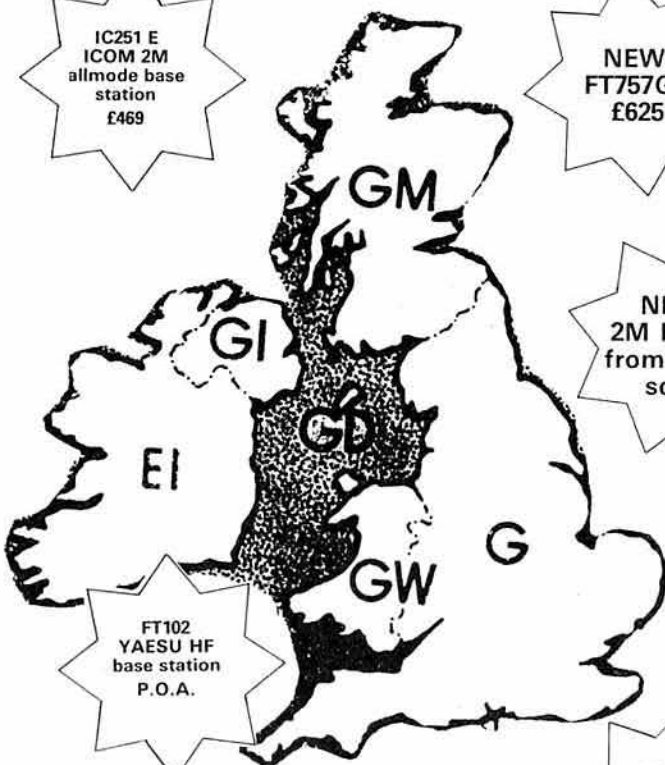 IC251 E
ICOM 2M
allmode base
station
£469
NEW
FT757G
£625
GM
GI
2M
from
GD
EI
GW
G
FT102
YAESU HF
base station
P.O.A.